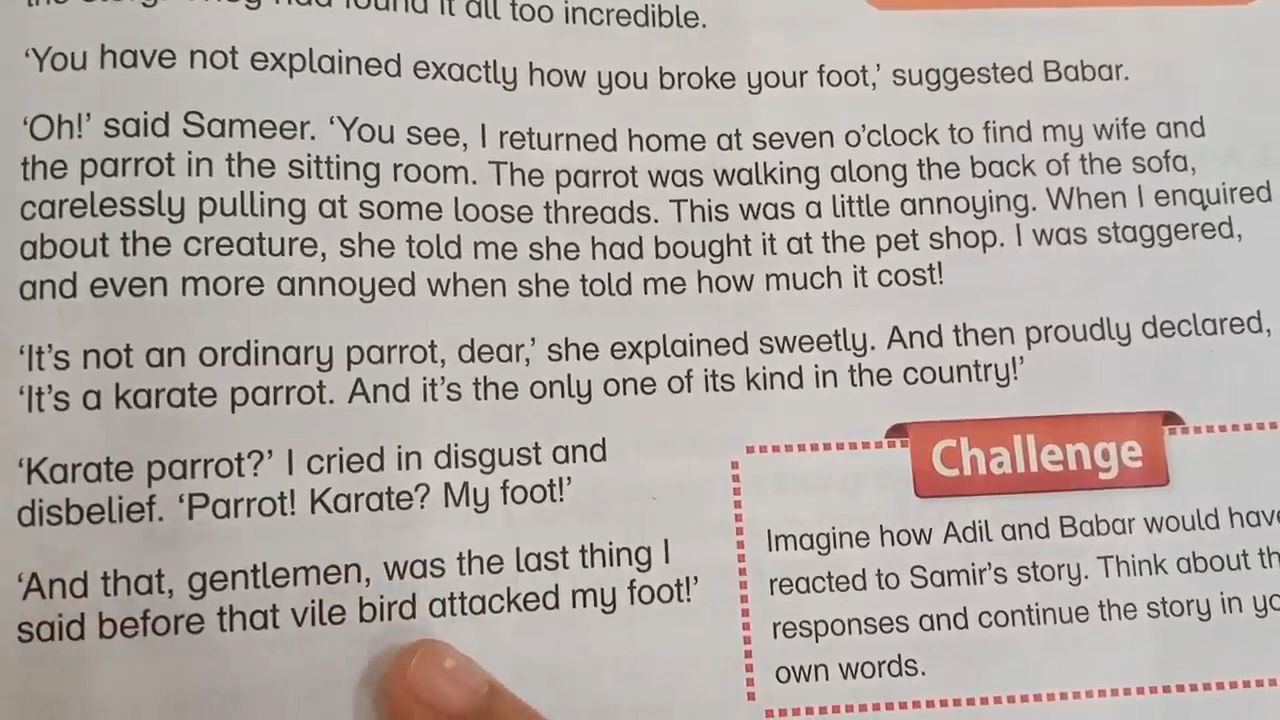 found it all too incredible.
‘You have not explained exactly how you broke your foot,’ suggested Babar.
‘Oh!’ said Sameer. ‘You see, I returned home at seven o’clock to find my wife and
the parrot in the sitting room. The parrot was walking along the back of the sofa,
carelessly pulling at some loose threads. This was a little annoying. When I enquired
about the creature, she told me she had bought it at the pet shop. I was staggered,
and even more annoyed when she told me how much it cost!
‘It’s not an ordinary parrot, dear,’ she explained sweetly. And then proudly declared,
‘It’s a karate parrot. And it’s the only one of its kind in the country!’
‘Karate parrot?’ I cried in disgust and
disbelief. ‘Parrot! Karate? My foot!’
‘And that, gentlemen, was the last thing I
said before that vile bird attacked my foot!’
Challenge
Imagine how Adil and Babar would have
reacted to Samir’s story. Think about th
responses and continue the story in yo
own words.